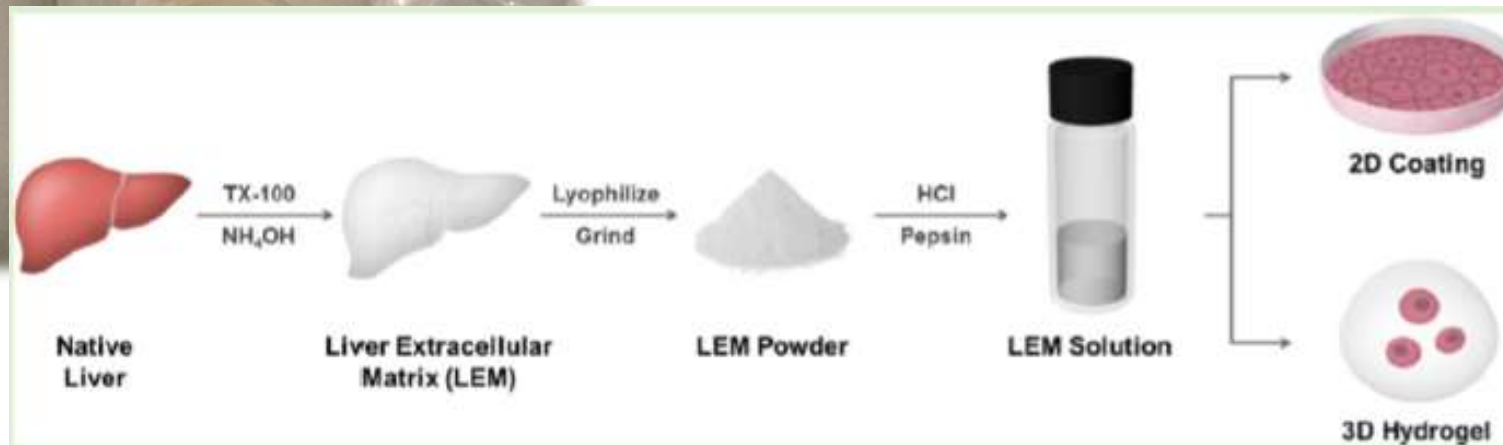 TX-100
NH₄OH
Lyophilize
Grind
HCl
Pepsin
2D Coating
Native
Liver
Liver Extracellular
Matrix (LEM)
LEM Powder
LEM Solution
3D Hydrogel